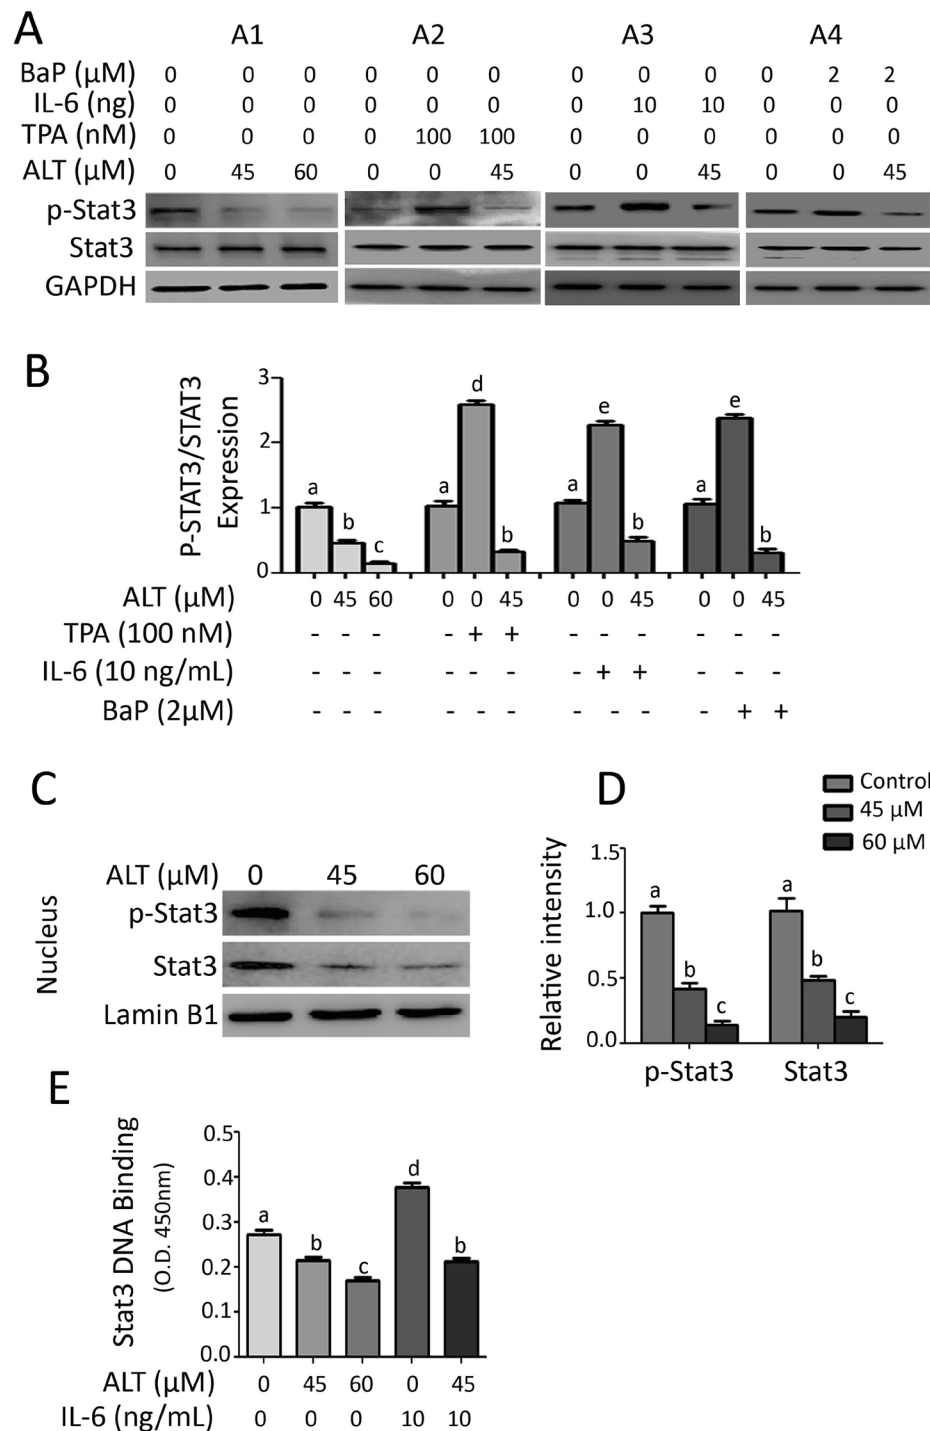 A
A1 A2 A3 A4
BaP (µM) 0 0 0 0 0 0 0 0 0 0 2 2
IL-6 (ng) 0 0 0 0 0 0 0 10 10 0 0 0
TPA (nM) 0 0 0 0 100 100 0 0 0 0 0 0
ALT (µM) 0 45 60 0 0 45 0 0 45 0 0 45
p-Stat3
Stat3
GAPDH
B
P-STAT3/STAT3
Expression
3
2
1
0
a b c a d b a e b a e b
ALT (µM) 0 45 60 0 0 45 0 0 45 0 0 45
TPA (100 nM) - - - - + + - - - - - -
IL-6 (10 ng/mL) - - - - - - - + + - - -
BaP (2µM) - - - - - - - - - - + +
C
Nucleus
ALT (µM) 0 45 60
p-Stat3
Stat3
Lamin B1
D
Control
45 µM
60 µM
Relative intensity
1.5
1.0
0.5
0.0
a b c a b c
p-Stat3 Stat3
E
Stat3 DNA Binding
(O.D. 450nm)
0.5
0.4
0.3
0.2
0.1
0.0
a b c d b
ALT (µM) 0 45 60 0 45
IL-6 (ng/mL) 0 0 0 10 10